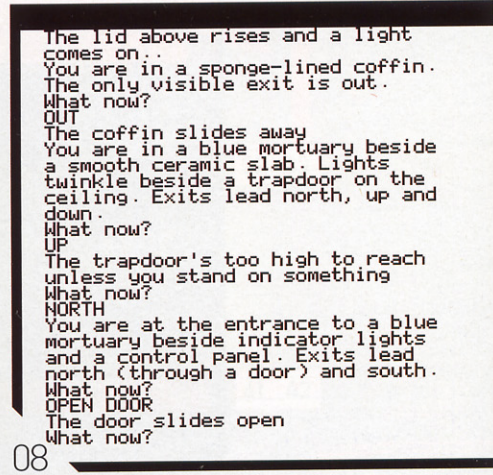 The lid above rises and a light
comes on..
You are in a sponge-lined coffin.
The only visible exit is out.
What now?
OUT
The coffin slides away
You are in a blue mortuary beside
a smooth ceramic slab. Lights
twinkle beside a trapdoor on the
ceiling. Exits lead north, up and
down.
What now?
UP
The trapdoor's too high to reach
unless you stand on something
What now?
NORTH
You are at the entrance to a blue
mortuary beside indicator lights
and a control panel. Exits lead
north (through a door) and south.
What now?
OPEN DOOR
The door slides open
What now?
08